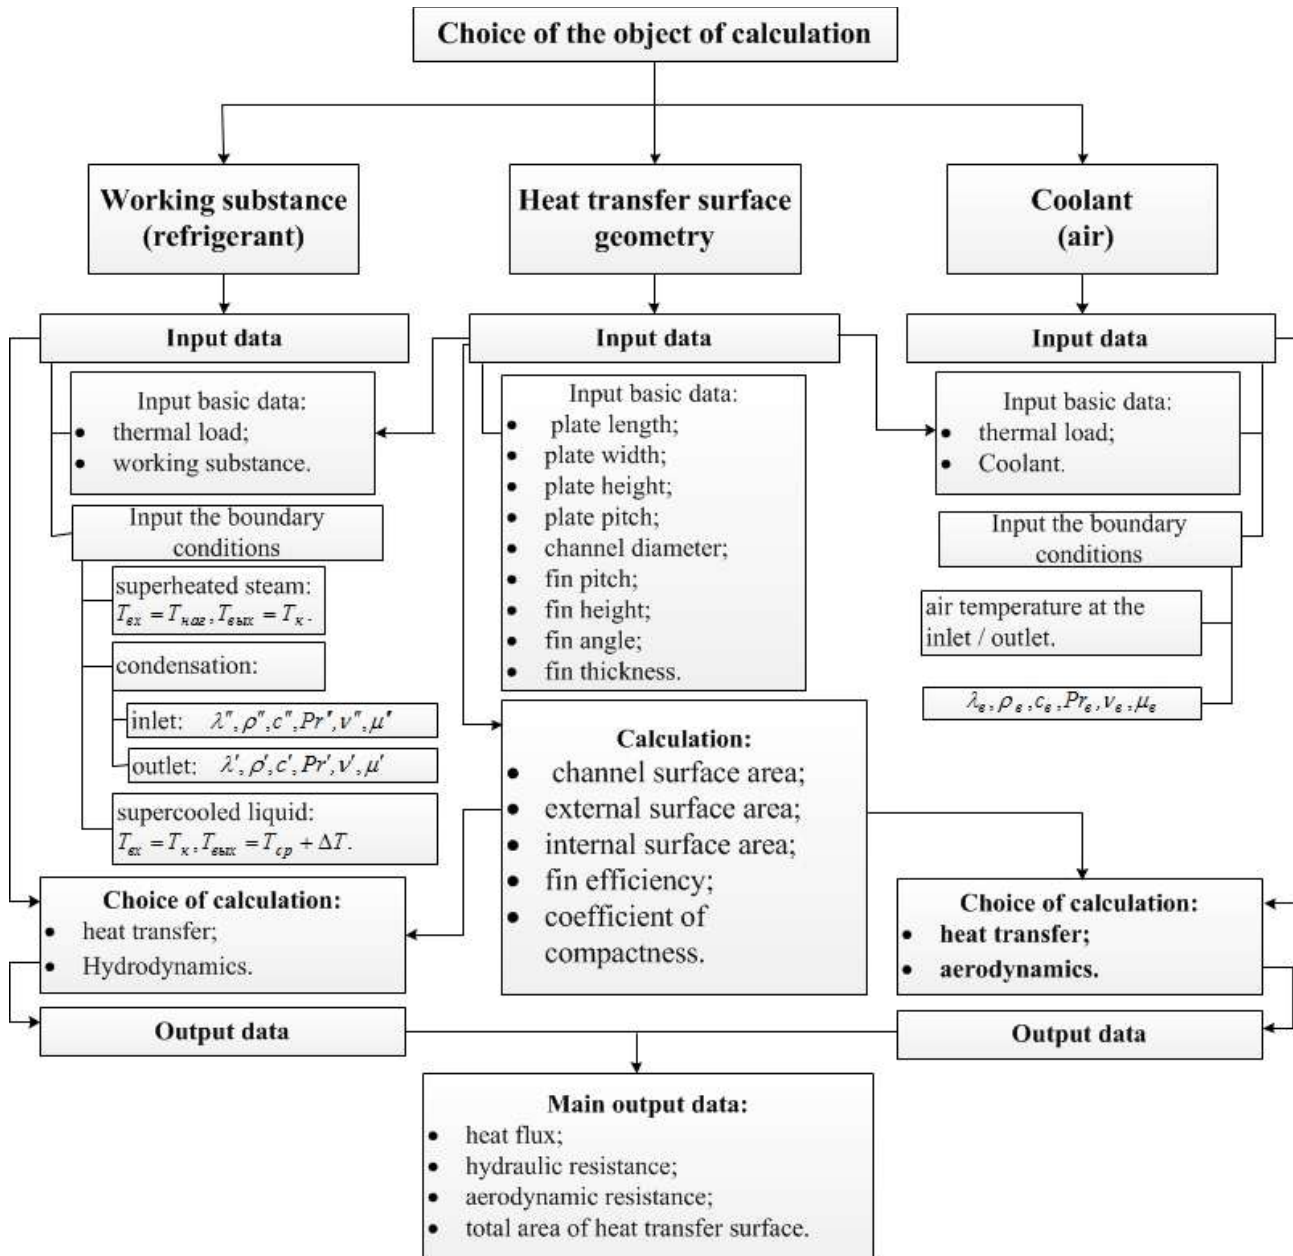 Choice of the object of calculation
Working substance
(refrigerant)
Heat transfer surface
geometry
Coolant
(air)
Input data
Input data
Input data
Input basic data:
• thermal load;
• working substance.
Input the boundary
conditions
superheated steam:
T_вх = T_наг, T_вых = T_к.
condensation:
inlet: λ", ρ", c", Pr", ν", μ"
outlet: λ', ρ', c', Pr', ν', μ'
supercooled liquid:
T_вх = T_к, T_вых = T_ср + ΔT.
Choice of calculation:
• heat transfer;
• Hydrodynamics.
Output data
Input basic data:
• plate length;
• plate width;
• plate height;
• plate pitch;
• channel diameter;
• fin pitch;
• fin height;
• fin angle;
• fin thickness.
Calculation:
• channel surface area;
• external surface area;
• internal surface area;
• fin efficiency;
• coefficient of
compactness.
Input basic data:
• thermal load;
• Coolant.
Input the boundary
conditions
air temperature at the
inlet / outlet.
λ_в, ρ_в, c_в, Pr_в, ν_в, μ_в
Choice of calculation:
• heat transfer;
• aerodynamics.
Output data
Main output data:
• heat flux;
• hydraulic resistance;
• aerodynamic resistance;
• total area of heat transfer surface.